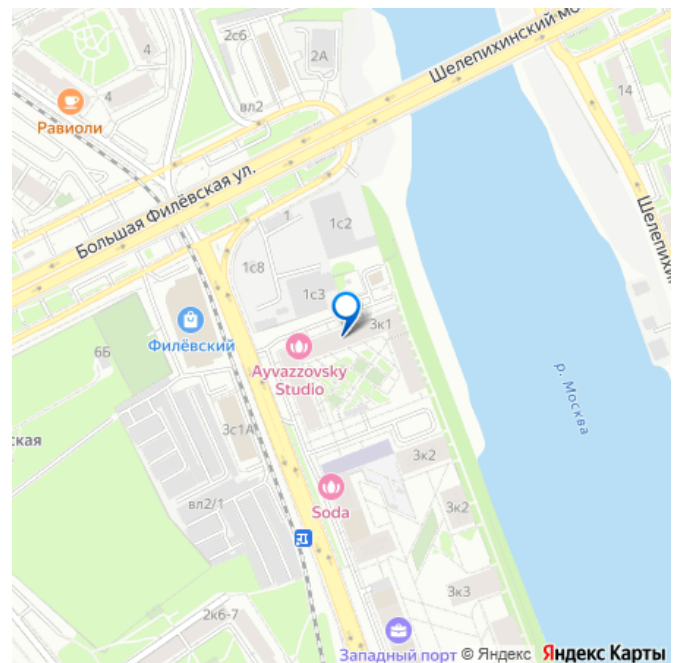 2с6
2А
4
4
вл2
Шелепихинский мо
14
Равиоли
Большая Филёвская ул.
1
1с2
Шелепихин
1с8
1с3
3к1
Филёвский
6Б
Ayvazzovsky
Studio
р. Москва
3с1А
ская
3к2
вл2/1
Soda
3к2
3к3
2к6-7
Западный порт
© Яндекс
Яндекс Карты